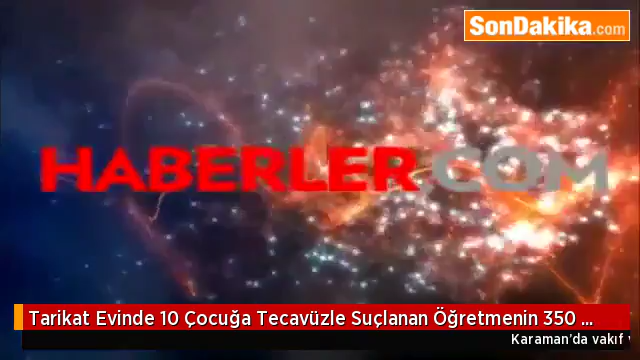 SonDakika.com
HABERLER.COM
Tarikat Evinde 10 Çocuğa Tecavüzle Suçlanan Öğretmenin 350 ...
Karaman'da vakıf